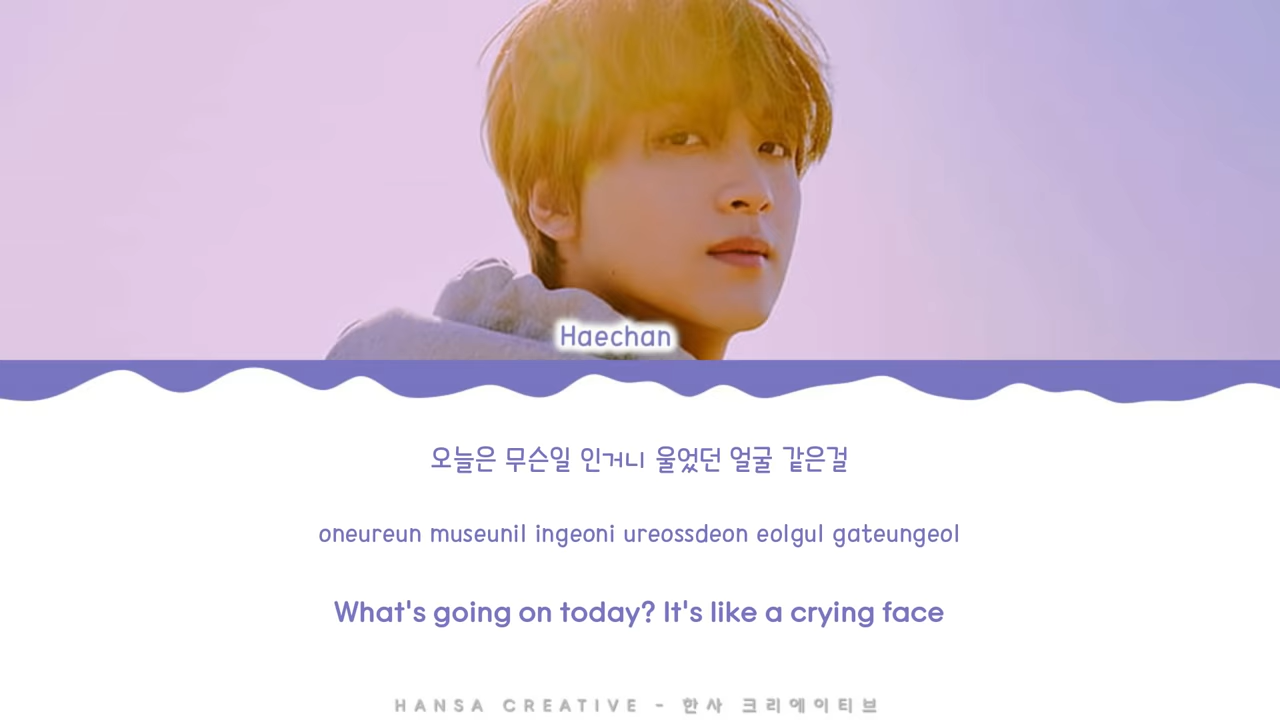 Haechan
오늘은 무슨일 인거니 울었던 얼굴 같은걸
oneureun museunil ingeoni ureossdeon eolgul gateungeol
What's going on today? It's like a crying face
HANSA CREATIVE - 한사 크리에이티브